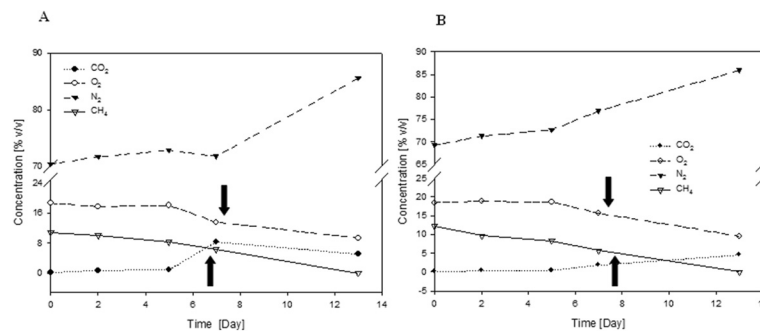 A
90
80
70
24
16
8
0
Concentration [% v/v]
CO2
O2
N2
CH4
0 2 4 6 8 10 12 14
Time [Day]
B
90
85
80
75
70
65
20
15
10
5
0
Concentration [% v/v]
CO2
O2
N2
CH4
0 2 4 6 8 10 12 14
Time [Day]